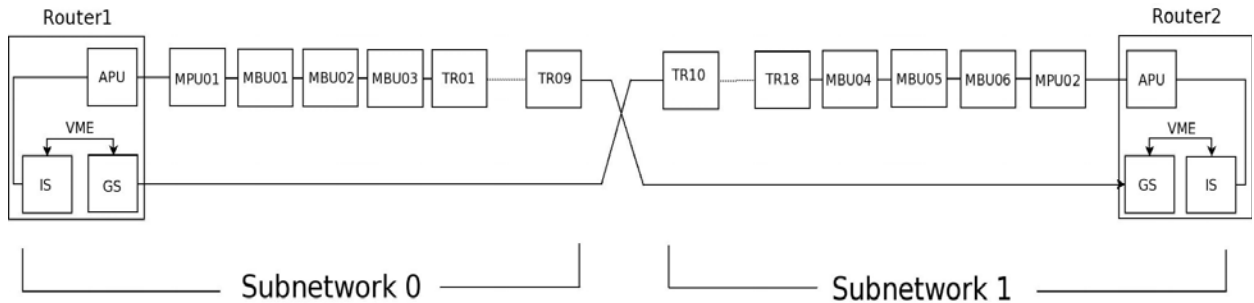 Router1
Router2
APU
MPU01
MBU01
MBU02
MBU03
TR01
TR09
TR10
TR18
MBU04
MBU05
MBU06
MPU02
APU
VME
VME
IS
GS
GS
IS
Subnetwork 0
Subnetwork 1